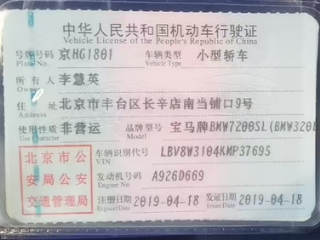 中华人民共和国机动车行驶证
Vehicle License of the People's Republic of China
号牌号码 京HG1801 车辆类型 小型轿车
Vehicle Type
所有人 李慧英
住址 北京市丰台区长辛店南当铺口9号
Address
使用性质 非营运 品牌型号 宝马牌BMW7200SL(BMW320L
Use Character Model
北京市公安局公安交通管理局
车辆识别代号 LBV8W3104KMP37695
VIN
发动机号码 A926D669
Engine No
注册日期 2019-04-18 发证日期 2019-04-18
Register Date Issue Date